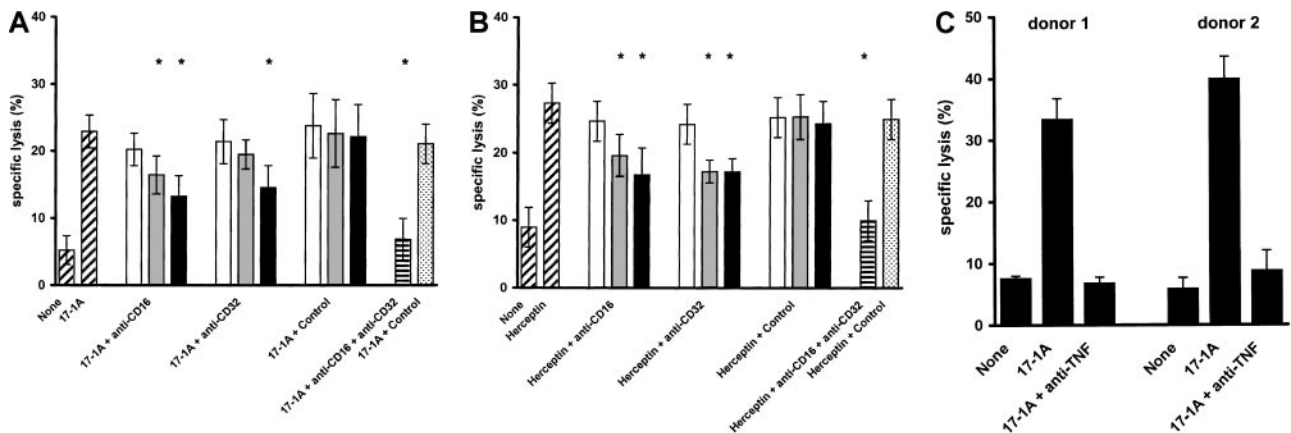 A
specific lysis (%)
40
30
20
10
0
* * * *
None
17-1A
17-1A + anti-CD16
17-1A + anti-CD32
17-1A + Control
17-1A + anti-CD16 + anti-CD32
17-1A + Control
B
specific lysis (%)
40
30
20
10
0
* * * * *
None
Herceptin
Herceptin + anti-CD16
Herceptin + anti-CD32
Herceptin + Control
Herceptin + anti-CD16 + anti-CD32
Herceptin + Control
C
donor 1 donor 2
specific lysis (%)
50
40
30
20
10
0
None
17-1A
17-1A + anti-TNF
None
17-1A
17-1A + anti-TNF